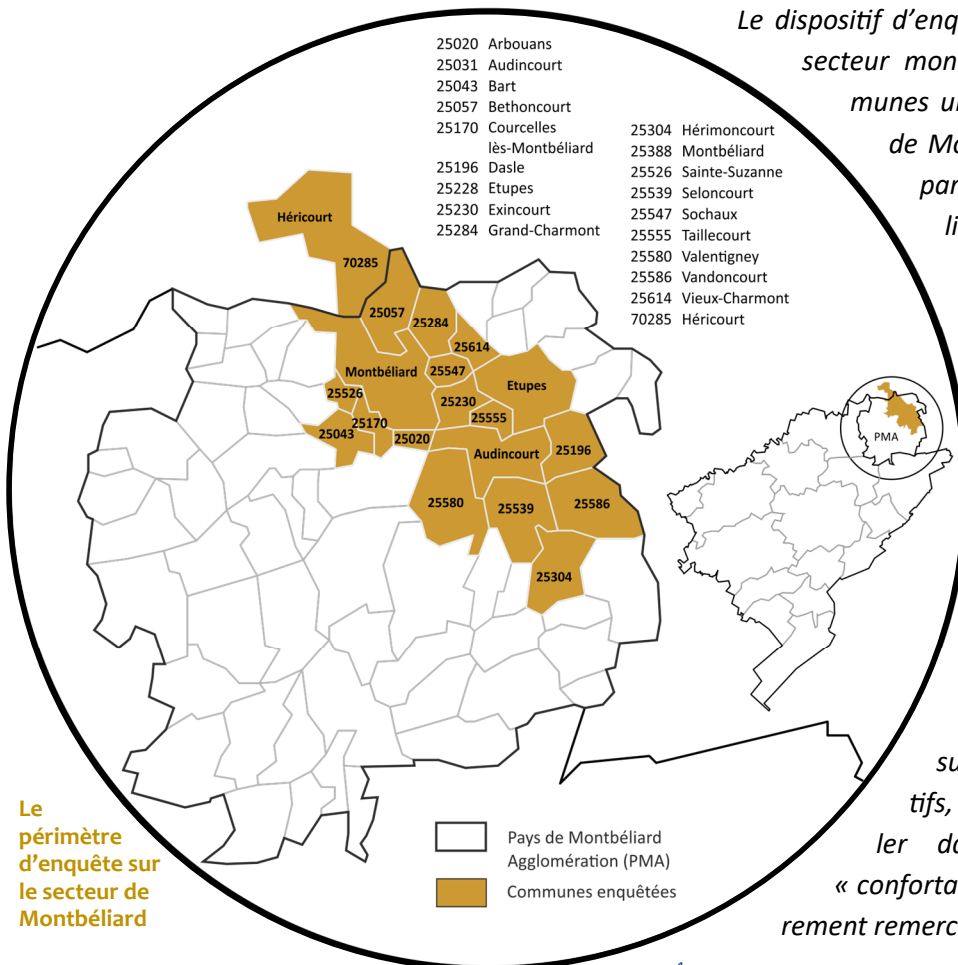 Le dispositif d'enq
secteur mon
munes u
de Mo
par
li
25020 Arbouans
25031 Audincourt
25043 Bart
25057 Bethoncourt
25170 Courcelles
lès-Montbéliard
25196 Dasle
25228 Etupes
25230 Exincourt
25284 Grand-Charmont
25304 Hérimoncourt
25388 Montbéliard
25526 Sainte-Suzanne
25539 Seloncourt
25547 Sochaux
25555 Taillecourt
25580 Valentigney
25586 Vandoncourt
25614 Vieux-Charmont
70285 Héricourt
Héricourt
70285
25057
25284
25614
Montbéliard
25547
Etupes
25526
25230
25555
25170
25043
25020
Audincourt
25196
25580
25539
25586
25304
PMA
Le
périmètre
d'enquête sur
le secteur de
Montbéliard
Pays de Montbéliard
Agglomération (PMA)
Communes enquêtées
su
tifs,
ler da
« conforta
rement remerc